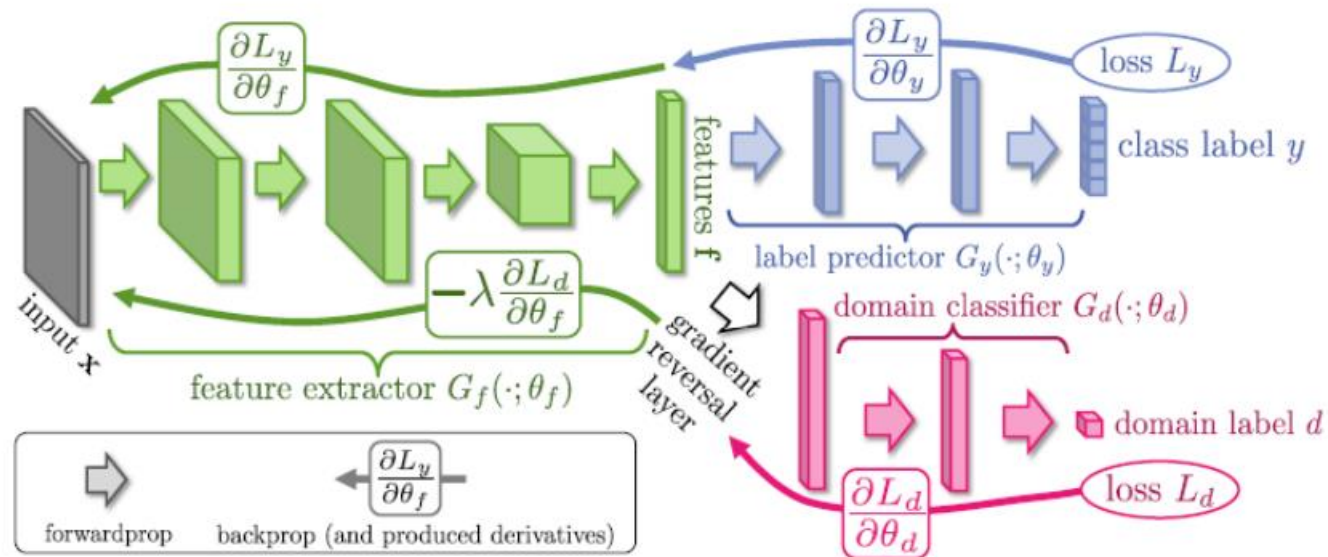 ∂L_y/∂θ_f
∂L_y/∂θ_y
loss L_y
features f
class label y
label predictor G_y(·; θ_y)
input x
−λ ∂L_d/∂θ_f
feature extractor G_f(·; θ_f)
gradient
reversal
layer
domain classifier G_d(·; θ_d)
domain label d
loss L_d
∂L_d/∂θ_d
∂L_y/∂θ_f
forwardprop
backprop (and produced derivatives)